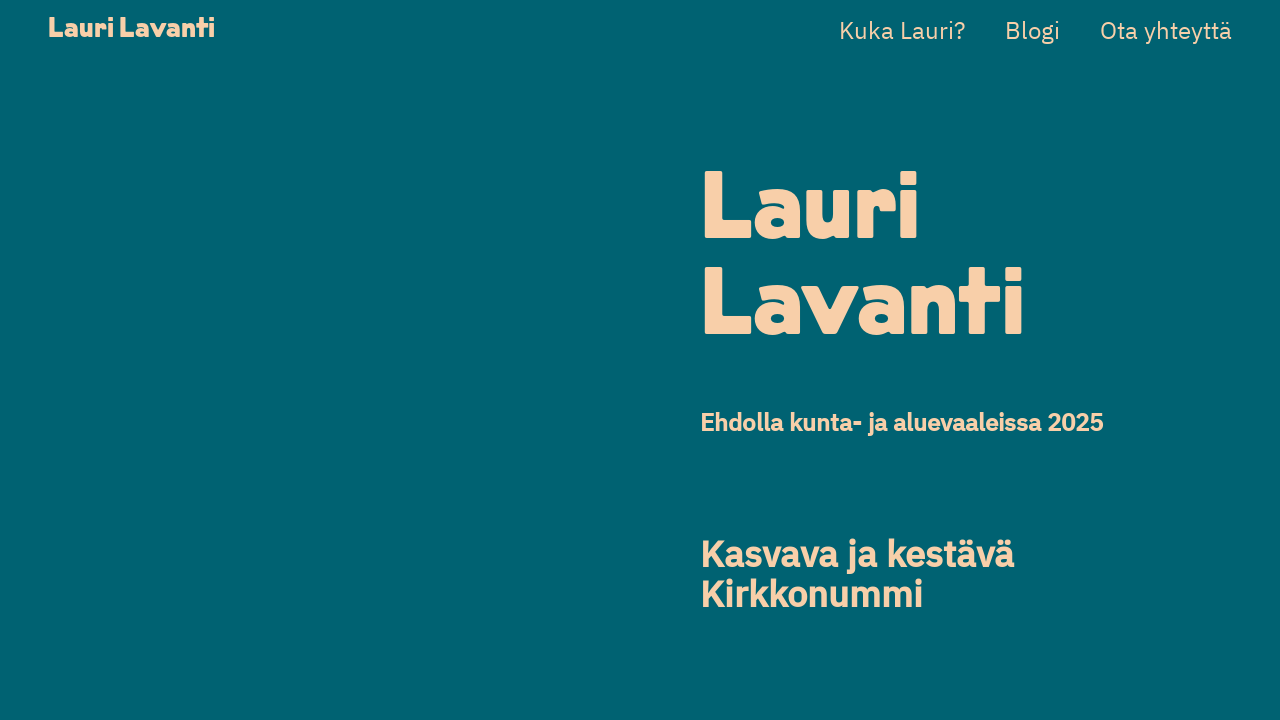 Lauri Lavanti
Kuka Lauri?
Blogi
Ota yhteyttä
Lauri
Lavanti
Ehdolla kunta- ja aluevaaleissa 2025
Kasvava ja kestävä
Kirkkonummi